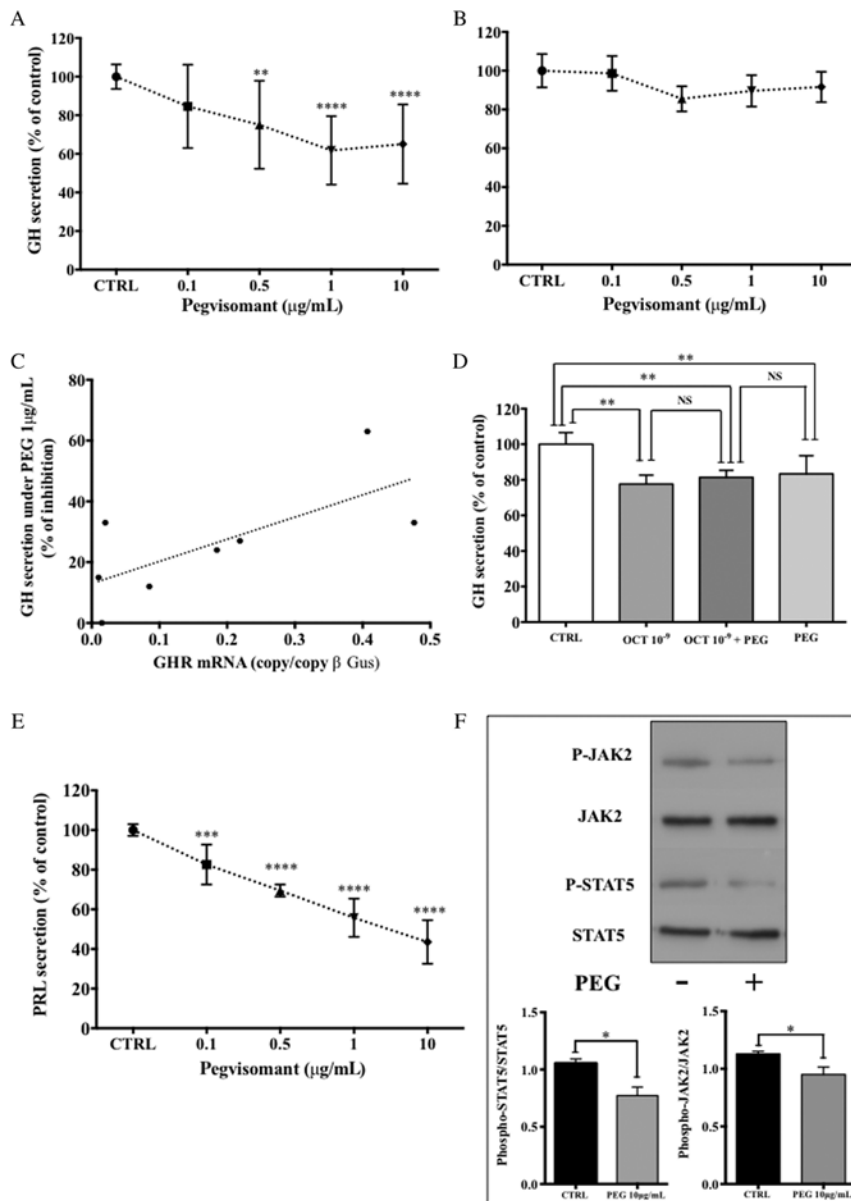 A
GH secretion (% of control)
120
100
80
60
40
20
0
**
****
****
CTRL 0.1 0.5 1 10
Pegvisomant (μg/mL)
B
120
100
80
60
40
20
0
CTRL 0.1 0.5 1 10
Pegvisomant (μg/mL)
C
GH secretion under PEG 1μg/mL
(% of inhibition)
80
60
40
20
0
0.0 0.1 0.2 0.3 0.4 0.5
GHR mRNA (copy/copy β Gus)
D
GH secretion (% of control)
120
100
80
60
40
20
0
**
** NS
** NS
CTRL OCT 10⁻⁹ OCT 10⁻⁹ + PEG PEG
E
PRL secretion (% of control)
120
100
80
60
40
20
0
***
****
****
****
CTRL 0.1 0.5 1 10
Pegvisomant (μg/mL)
F
P-JAK2
JAK2
P-STAT5
STAT5
PEG - +
Phospho-STAT5/STAT5
1.5
1.0
0.5
0.0
*
CTRL PEG 10μg/mL
Phospho-JAK2/JAK2
1.5
1.0
0.5
0.0
*
CTRL PEG 10μg/mL